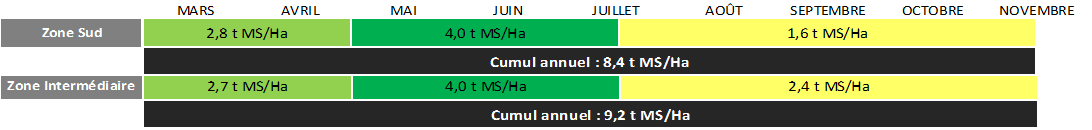 MARS AVRIL MAI JUIN JUILLET AOÛT SEPTEMBRE OCTOBRE NOVEMBRE
Zone Sud 2,8 t MS/Ha 4,0 t MS/Ha 1,6 t MS/Ha
Cumul annuel : 8,4 t MS/Ha
Zone Intermédiaire 2,7 t MS/Ha 4,0 t MS/Ha 2,4 t MS/Ha
Cumul annuel : 9,2 t MS/Ha